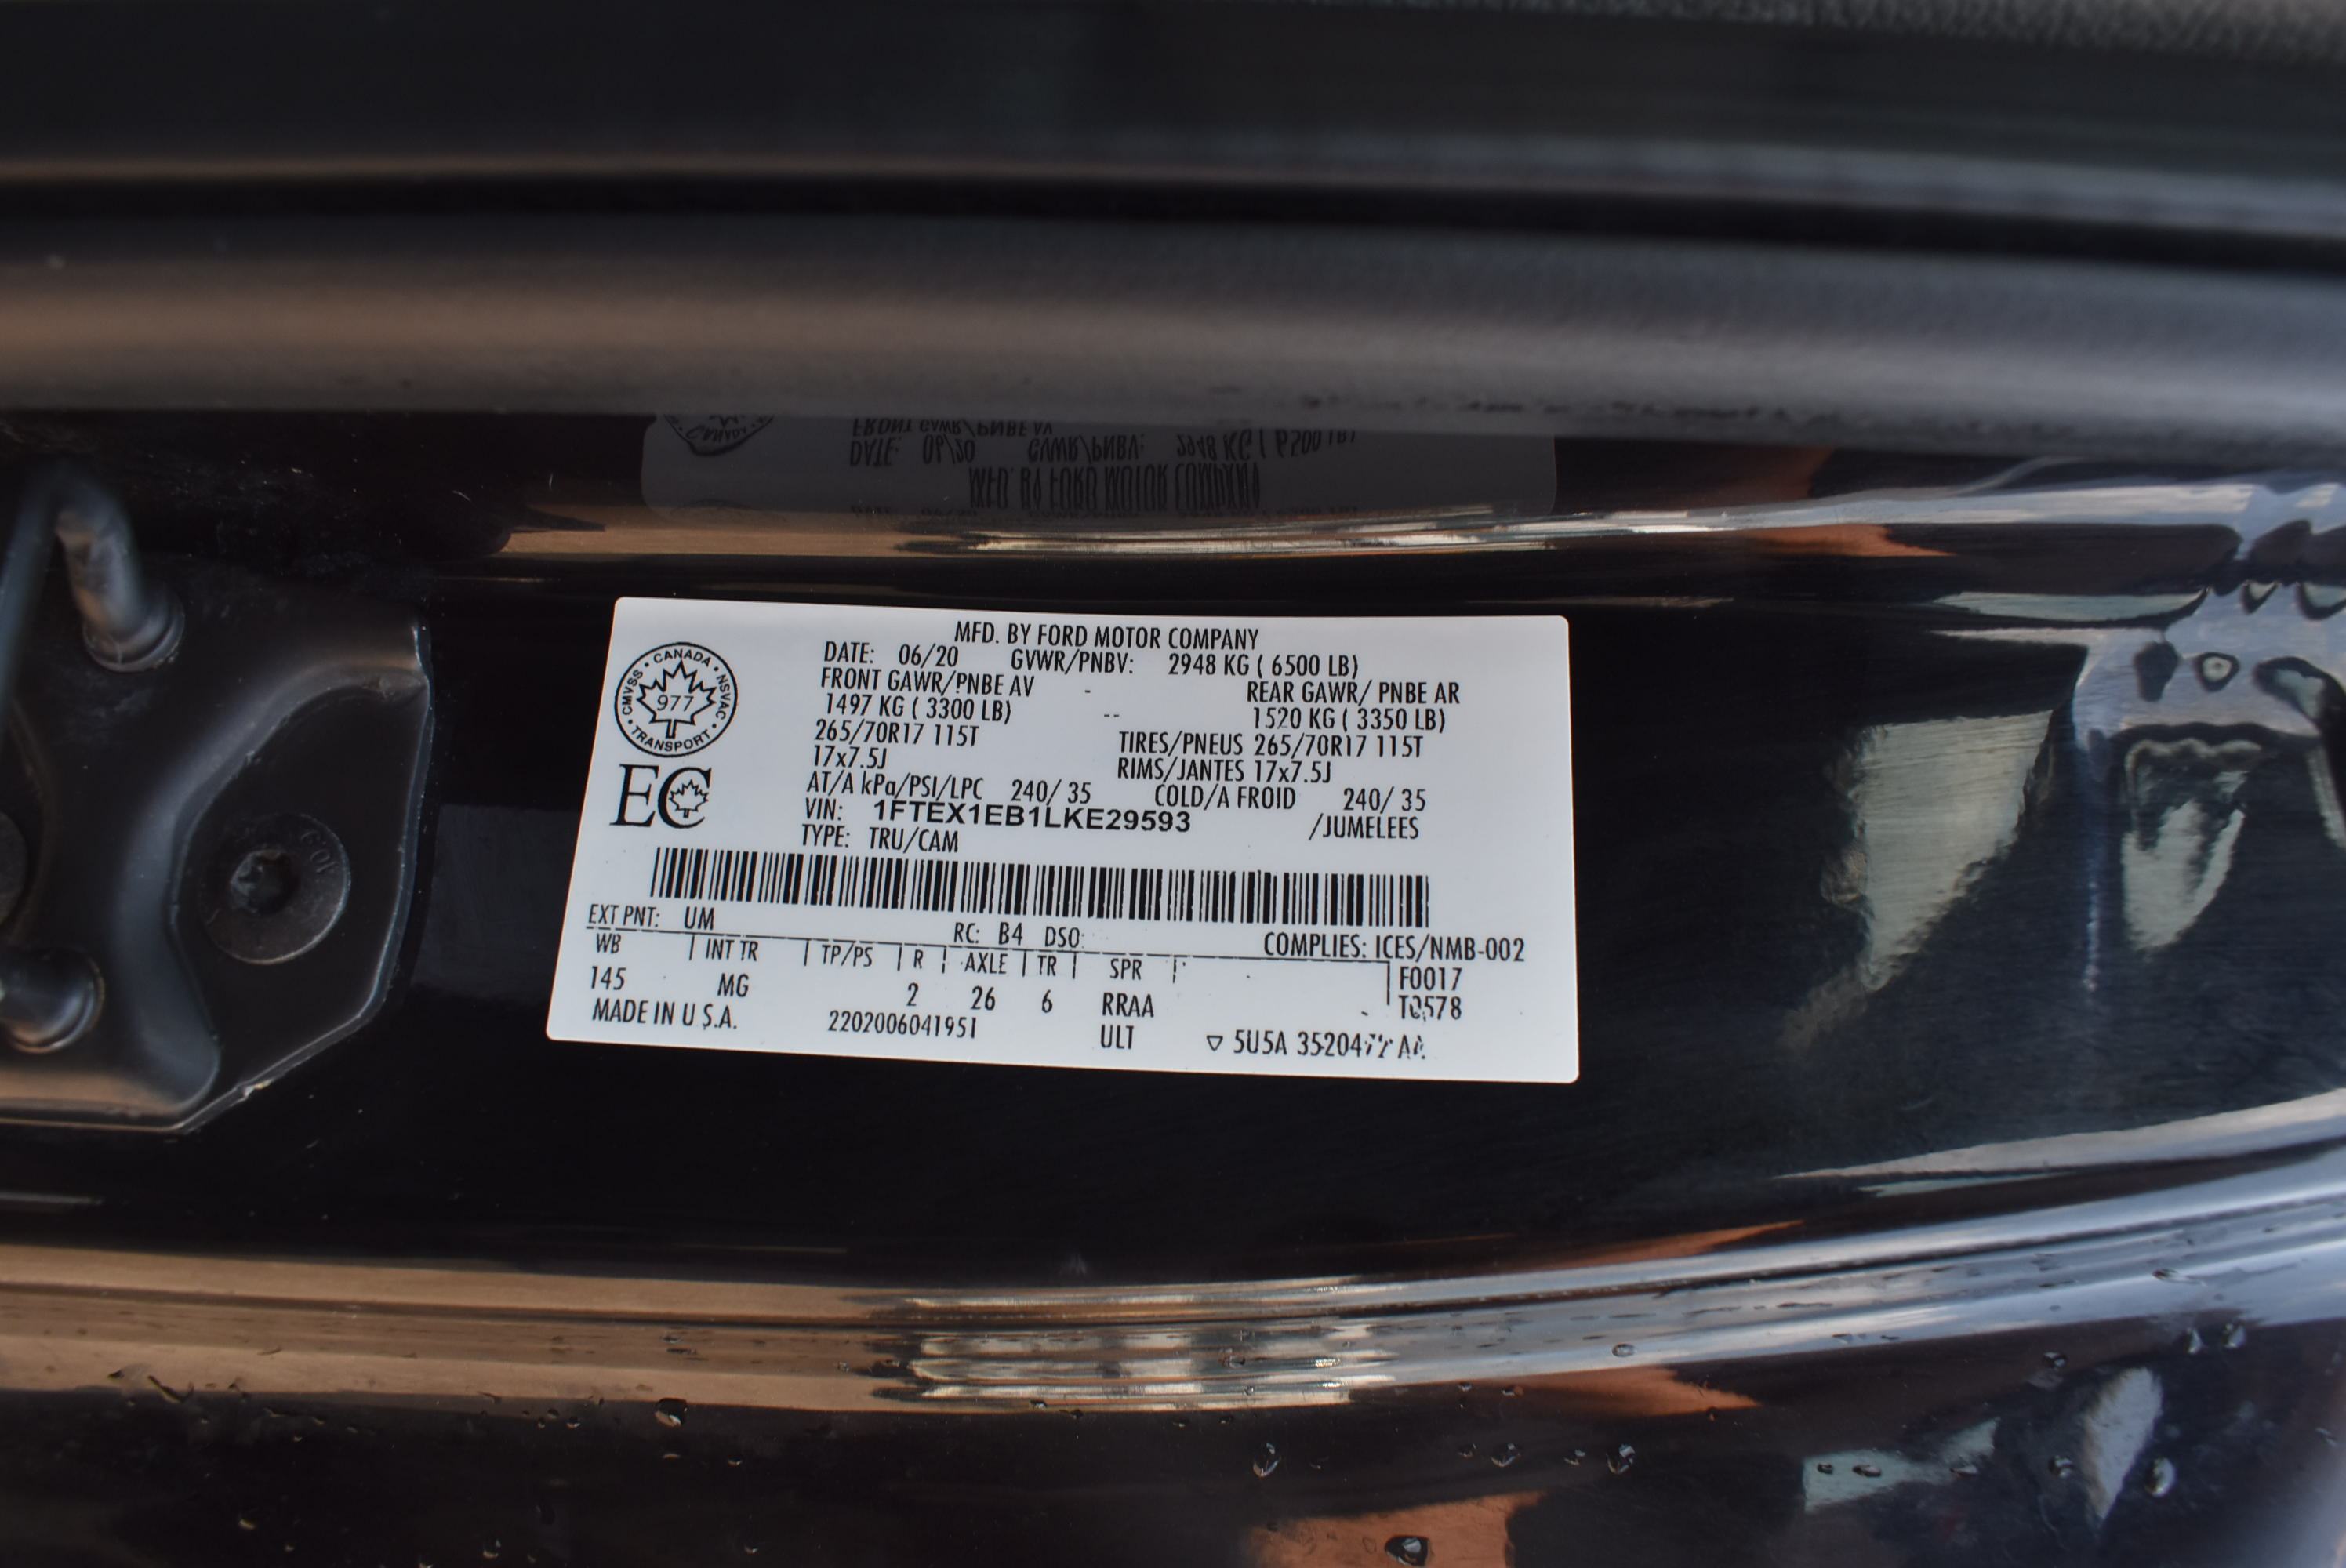 MFD. BY FORD MOTOR COMPANY
DATE: 06/20 GVWR/PNBV: 2948 KG ( 6500 LB)
FRONT GAWR/PNBE AV - REAR GAWR/ PNBE AR
1497 KG ( 3300 LB) -- 1520 KG ( 3350 LB)
265/70R17 115T TIRES/PNEUS 265/70R17 115T
17x7.5J RIMS/JANTES 17x7.5J
AT/A kPa/PSI/LPC 240/ 35 COLD/A FROID 240/ 35
VIN: 1FTEX1EB1LKE29593 /JUMELEES
TYPE: TRU/CAM
CMVSS • CANADA • NSVAC • TRANSPORT •
977
EC
EXT PNT: UM RC: B4 DSO: COMPLIES: ICES/NMB-002
WB INT TR TP/PS R AXLE TR SPR F0017
145 MG 2 26 6 RRAA T0578
MADE IN U.S.A. 2202006041951 ULT ▽ 5U5A